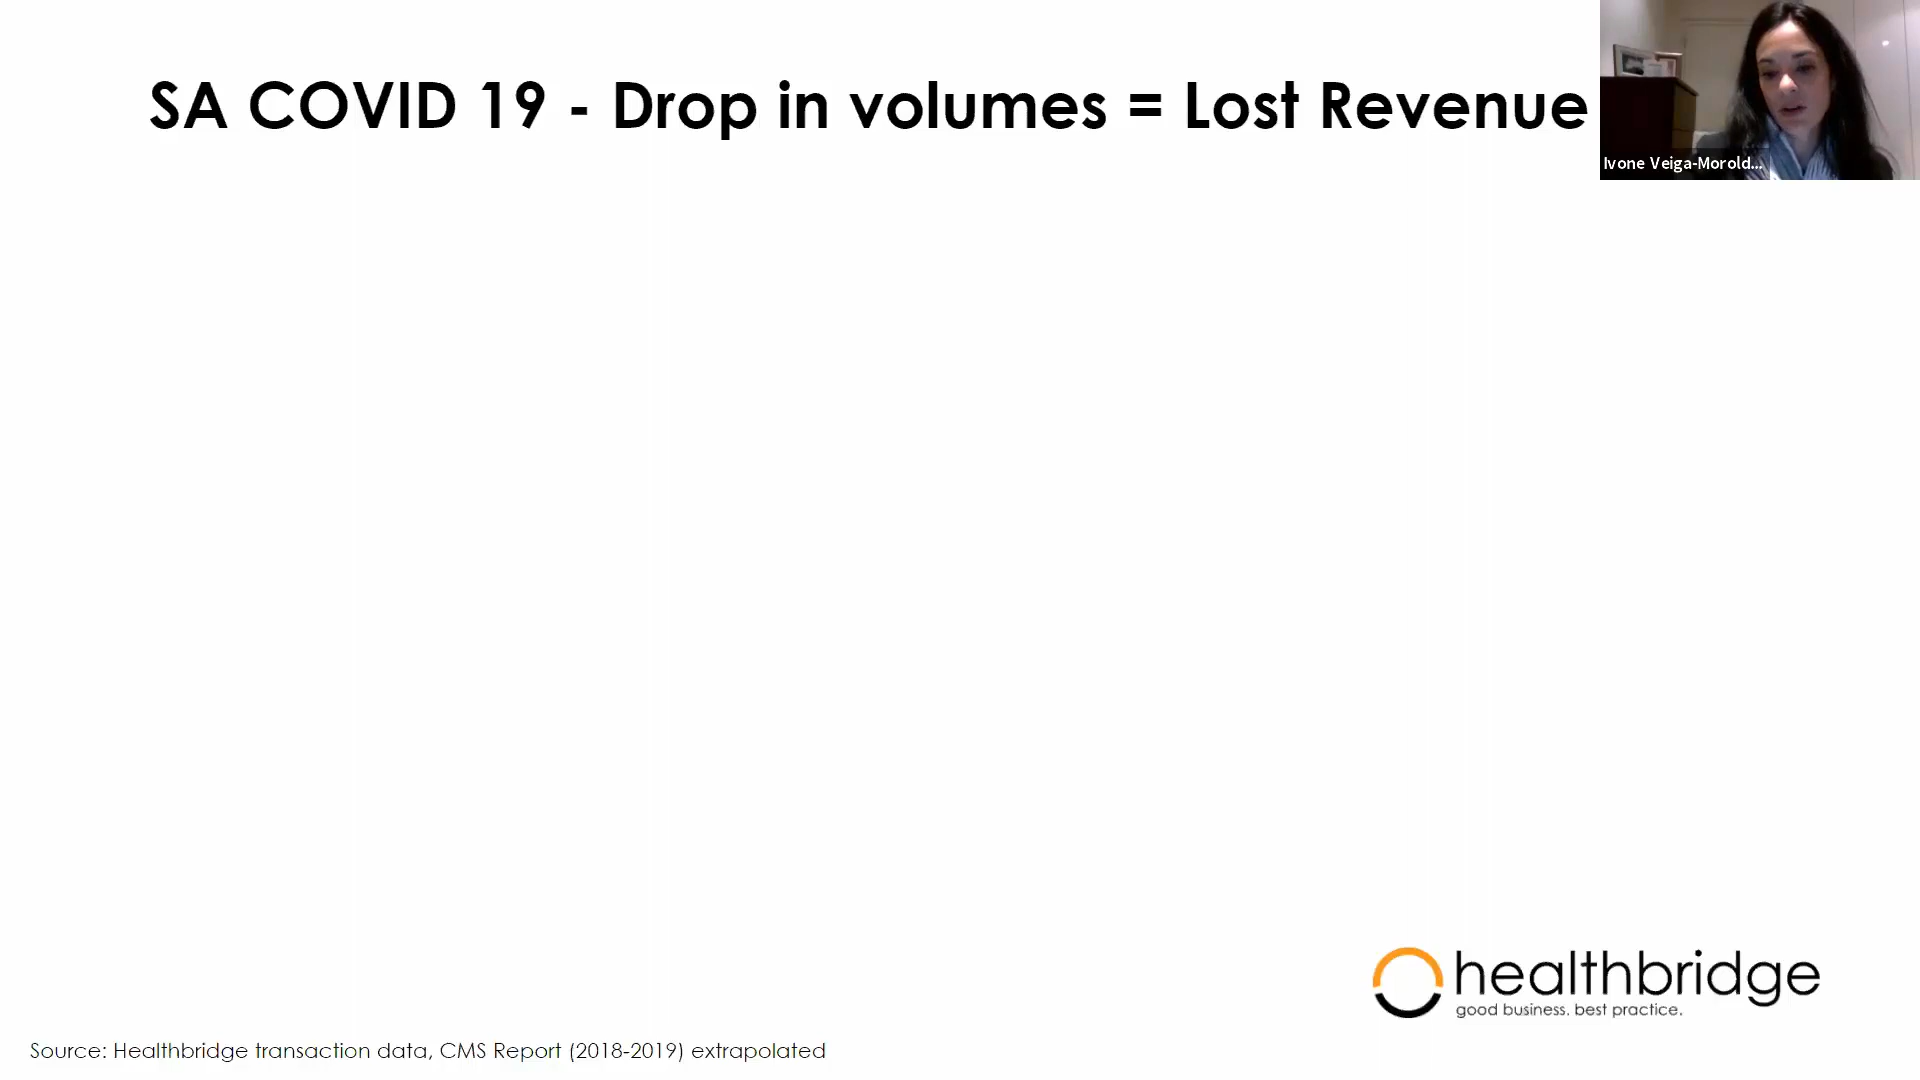 SA COVID 19 - Drop in volumes = Lost Revenue
Ivone Veiga-Morold...
healthbridge
good business. best practice.
Source: Healthbridge transaction data, CMS Report (2018-2019) extrapolated